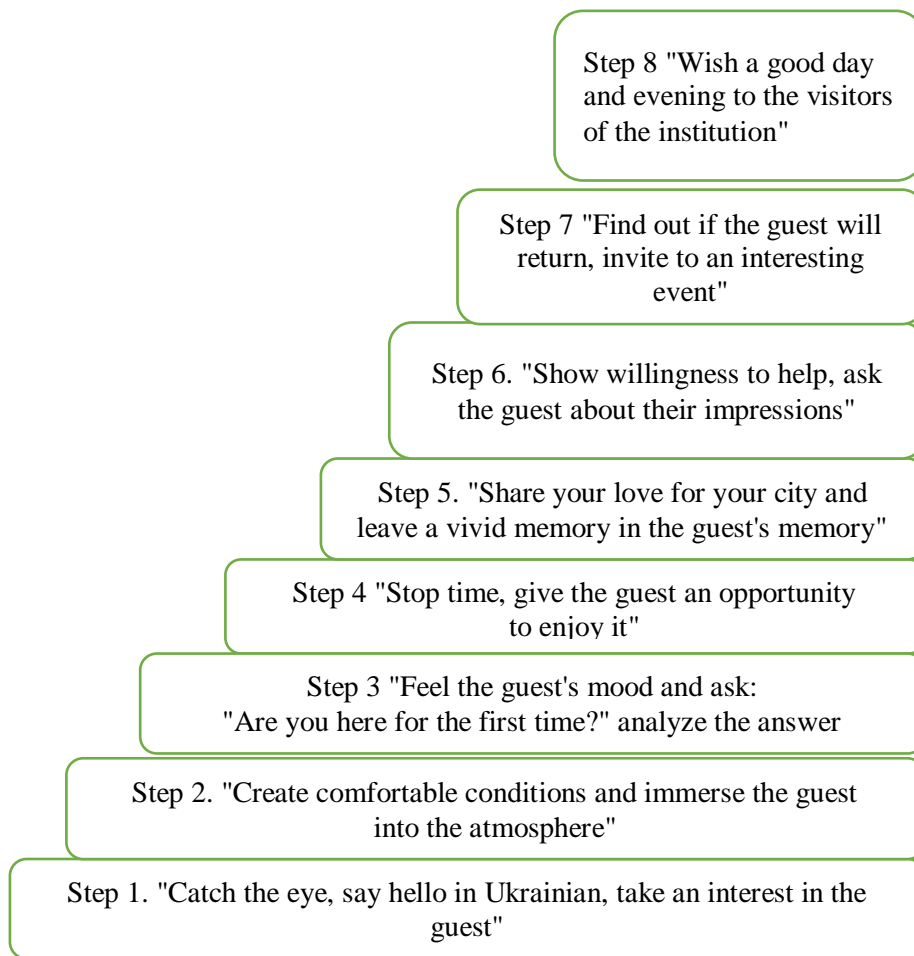 Step 8 "Wish a good day
and evening to the visitors
of the institution"
Step 7 "Find out if the guest will
return, invite to an interesting
event"
Step 6. "Show willingness to help, ask
the guest about their impressions"
Step 5. "Share your love for your city and
leave a vivid memory in the guest's memory"
Step 4 "Stop time, give the guest an opportunity
to enjoy it"
Step 3 "Feel the guest's mood and ask:
"Are you here for the first time?" analyze the answer
Step 2. "Create comfortable conditions and immerse the guest
into the atmosphere"
Step 1. "Catch the eye, say hello in Ukrainian, take an interest in the
guest"